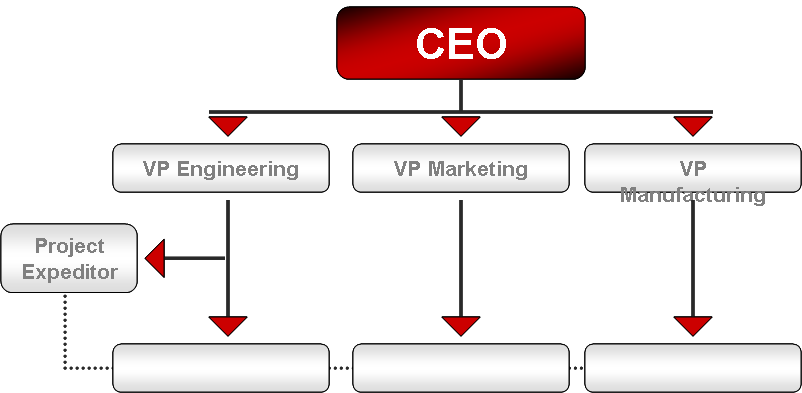 CEO
VP Engineering
VP Marketing
VP
Manufacturing
Project
Expeditor